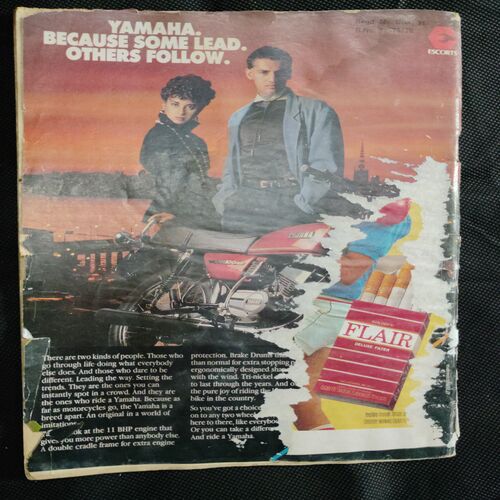 YAMAHA.
BECAUSE SOME LEAD.
OTHERS FOLLOW.
ESCORTS
FLAIR
DELUXE FILTER
There are two kinds of people. Those who
go through life doing what everybody
else does. And those who dare to be
different. Leading the way. Setting the
trends. They are the ones you can
instantly spot in a crowd. And they are
the ones who ride a Yamaha. Because as
far as motorcycles go, the Yamaha is a
breed apart. An original in a world of
imitations
look at the 11 BHP engine that
gives you more power than anybody else.
A double cradle frame for extra engine
protection. Brake Drums
than normal for extra stopping p
ergonomically designed sha
with the wind. Tri-nickel
to last through the years. And o
the pure joy of riding the
bike in the country.
So you've got a choice
on to any two wheel
here to there, like everybo
Or you can take a differe
And ride a Yamaha.